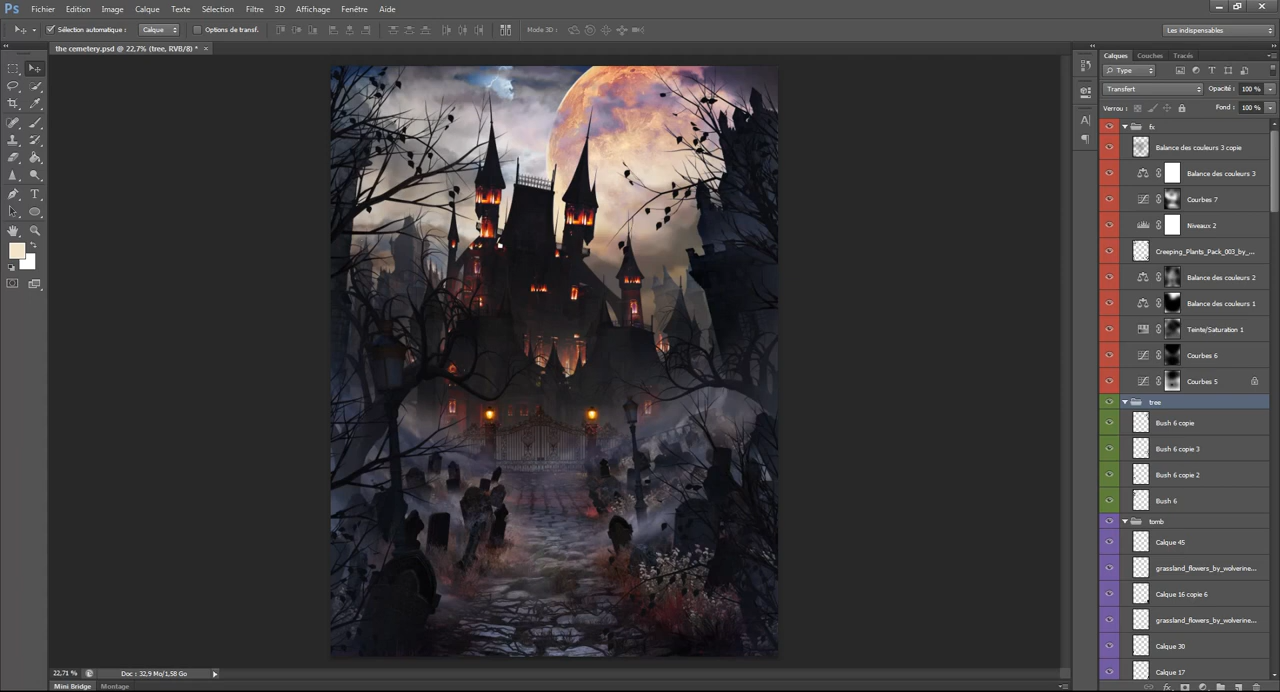 Ps Fichier Edition Image Calque Texte Sélection Filtre 3D Affichage Fenêtre Aide
Sélection automatique : Calque Options de transf. Mode 3D : Les indispensables
the cemetery.psd @ 22,7% (tree, RVB/8) * ×
Calques Couches Tracés
Type
Transfert Opacité : 100 %
Verrou : Fond : 100 %
fx
Balance des couleurs 3 copie
Balance des couleurs 3
Courbes 7
Niveaux 2
Creeping_Plants_Pack_003_by_...
Balance des couleurs 2
Balance des couleurs 1
Teinte/Saturation 1
Courbes 6
Courbes 5
tree
Bush 6 copie
Bush 6 copie 3
Bush 6 copie 2
Bush 6
tomb
Calque 45
grassland_flowers_by_wolverine...
Calque 16 copie 6
grassland_flowers_by_wolverine...
Calque 30
Calque 17
22,71 % Doc : 32,9 Mo/1,58 Go
Mini Bridge Montage